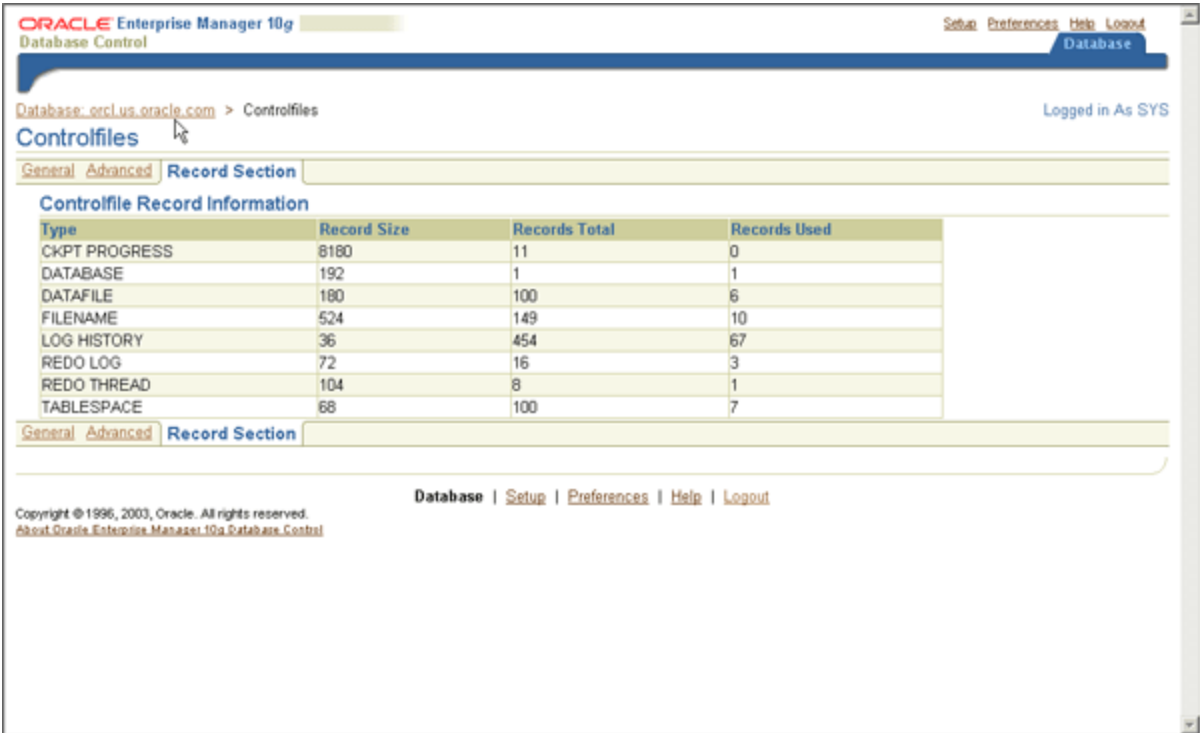 ORACLE Enterprise Manager 10g
Database Control
Setup Preferences Help Logout
Database
Database: orcl.us.oracle.com > Controlfiles
Logged in As SYS
Controlfiles
General Advanced Record Section
Controlfile Record Information
Type Record Size Records Total Records Used
CKPT PROGRESS 8180 11 0
DATABASE 192 1 1
DATAFILE 180 100 6
FILENAME 524 149 10
LOG HISTORY 36 454 67
REDO LOG 72 16 3
REDO THREAD 104 8 1
TABLESPACE 68 100 7
General Advanced Record Section
Database | Setup | Preferences | Help | Logout
Copyright © 1996, 2003, Oracle. All rights reserved.
About Oracle Enterprise Manager 10g Database Control